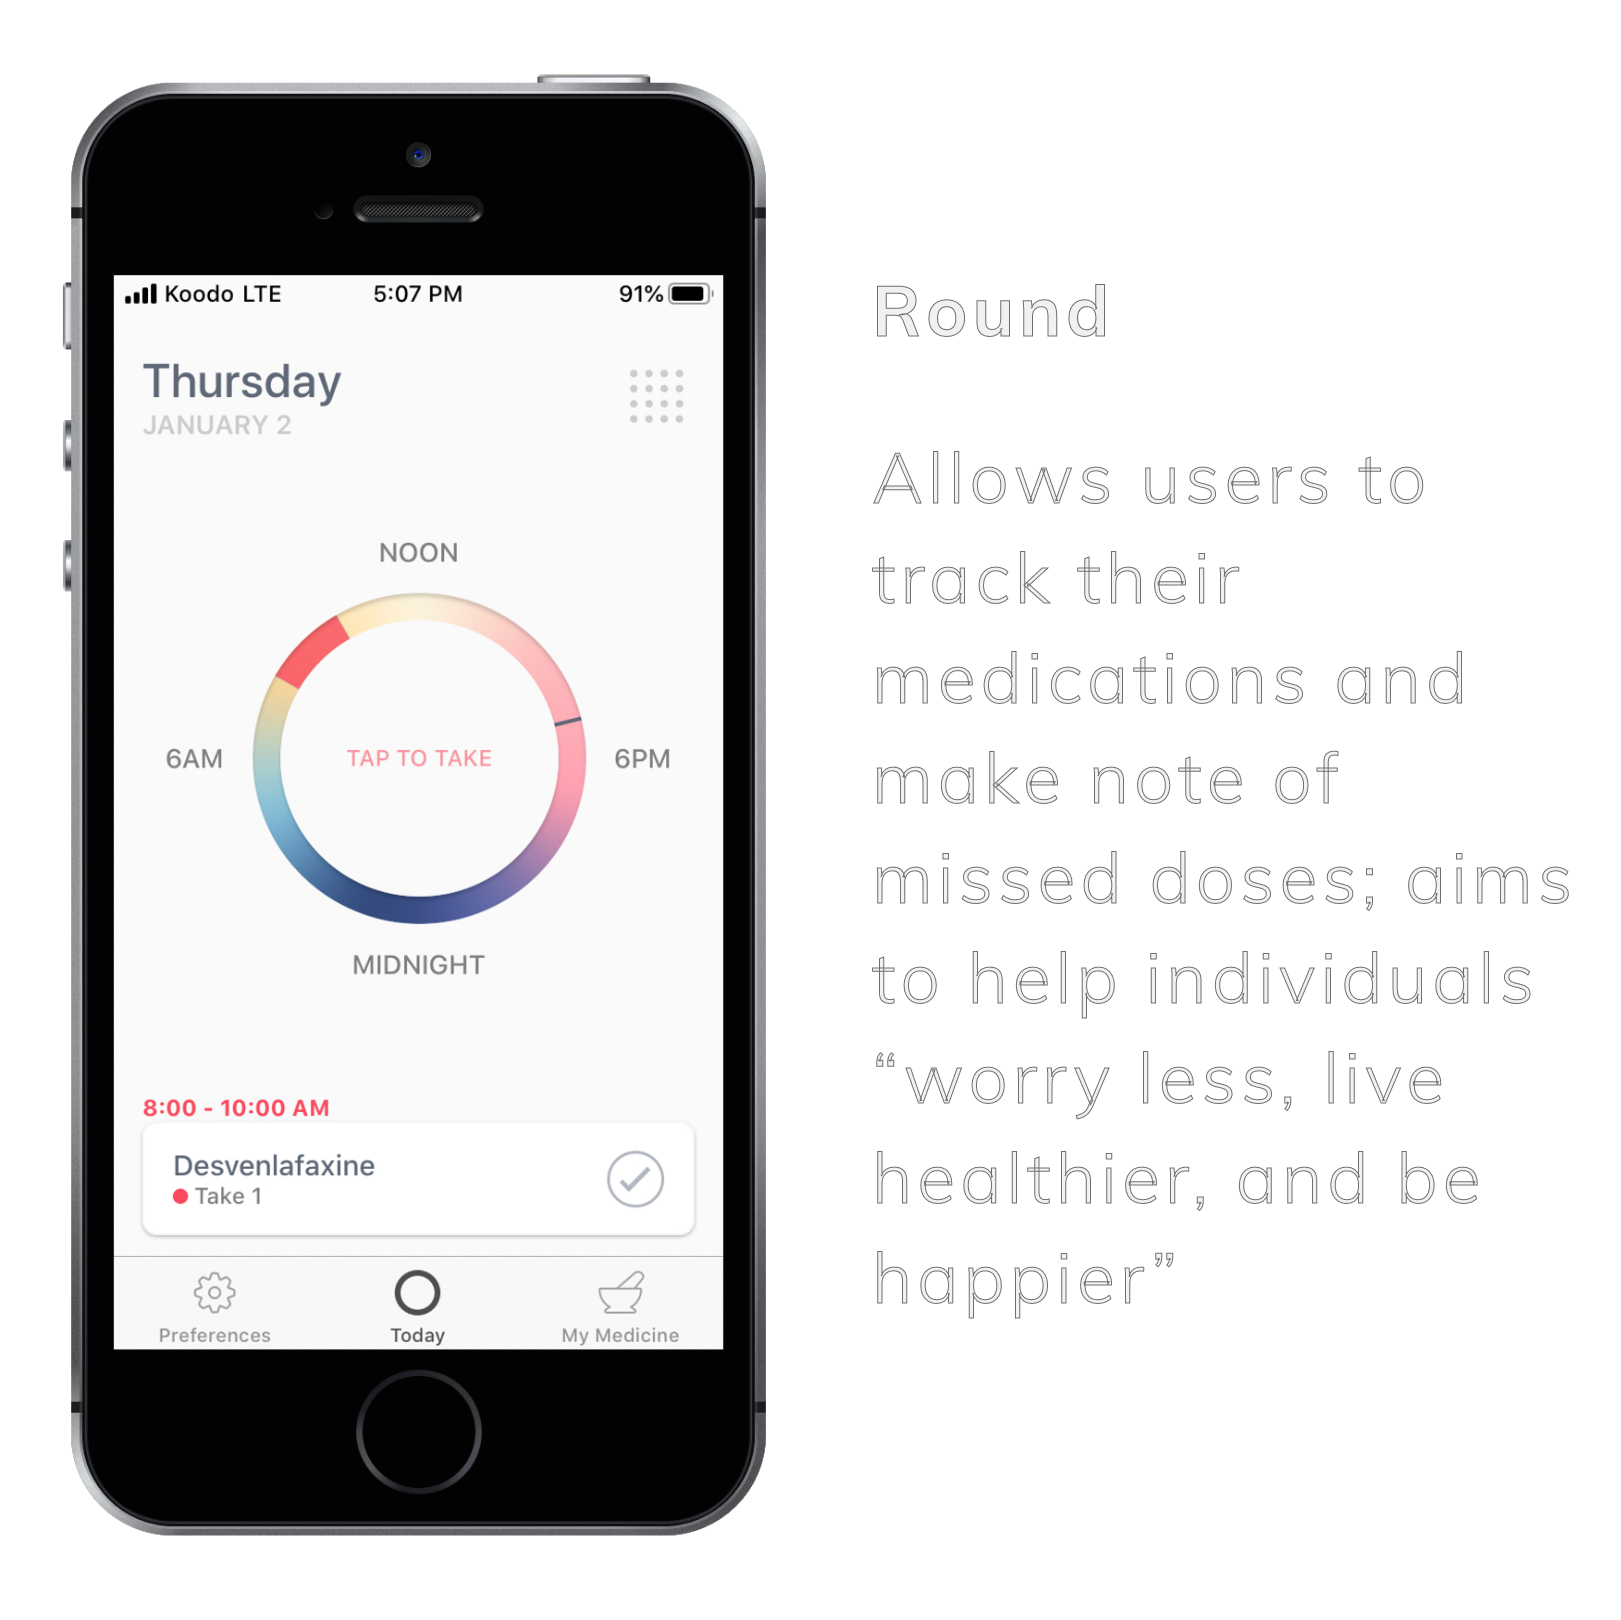 Koodo LTE 5:07 PM 91%
Thursday
JANUARY 2
NOON
6AM TAP TO TAKE 6PM
MIDNIGHT
8:00 - 10:00 AM
Desvenlafaxine
Take 1
Preferences Today My Medicine
Round
Allows users to
track their
medications and
make note of
missed doses; aims
to help individuals
“worry less, live
healthier, and be
happier”